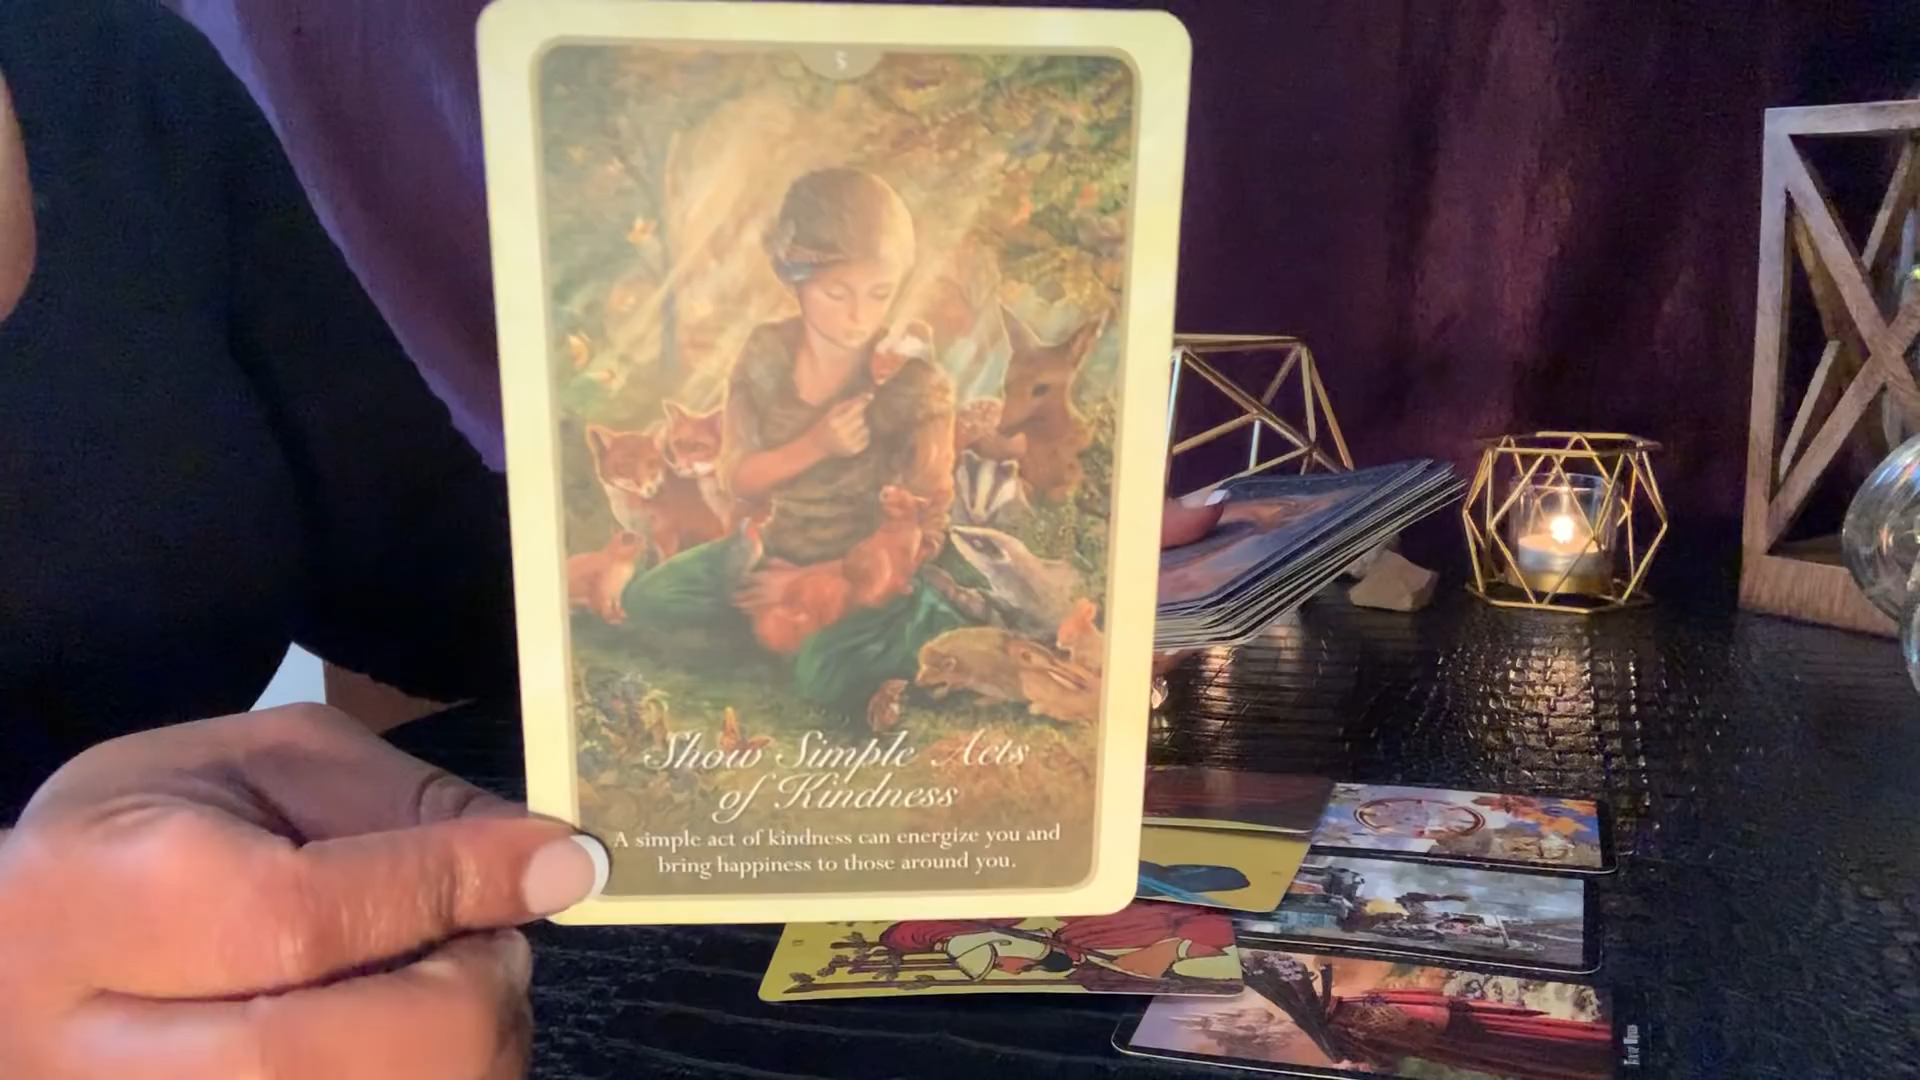 5
Show Simple Acts
of Kindness
A simple act of kindness can energize you and
bring happiness to those around you.